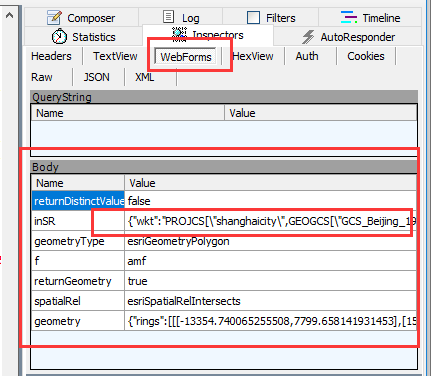 Composer Log Filters Timeline
Statistics Inspectors AutoResponder
Headers TextView WebForms HexView Auth Cookies
Raw JSON XML
QueryString
Name Value
Body
Name Value
returnDistinctValue false
inSR {"wkt":"PROJCS[\"shanghaicity\",GEOGCS[\"GCS_Beijing_19
geometryType esriGeometryPolygon
f amf
returnGeometry true
spatialRel esriSpatialRelIntersects
geometry {"rings":[[[-13354.740065255508,7799.658141931453],[15